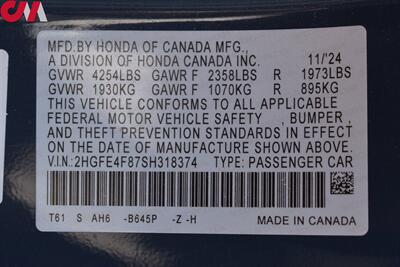 CM
MFD.BY HONDA OF CANADA MFG.,
A DIVISION OF HONDA CANADA INC. 11/'24
GVWR 4254LBS GAWR F 2358LBS R 1973LBS
GVWR 1930KG GAWR F 1070KG R 895KG
THIS VEHICLE CONFORMS TO ALL APPLICABLE
FEDERAL MOTOR VEHICLE SAFETY , BUMPER ,
AND THEFT PREVENTION STANDARDS IN EFFECT
ON THE DATE OF MANUFACTURE SHOWN ABOVE.
V.I.N: 2HGFE4F87SH318374 TYPE: PASSENGER CAR
T61 S AH6 -B645P -Z -H MADE IN CANADA